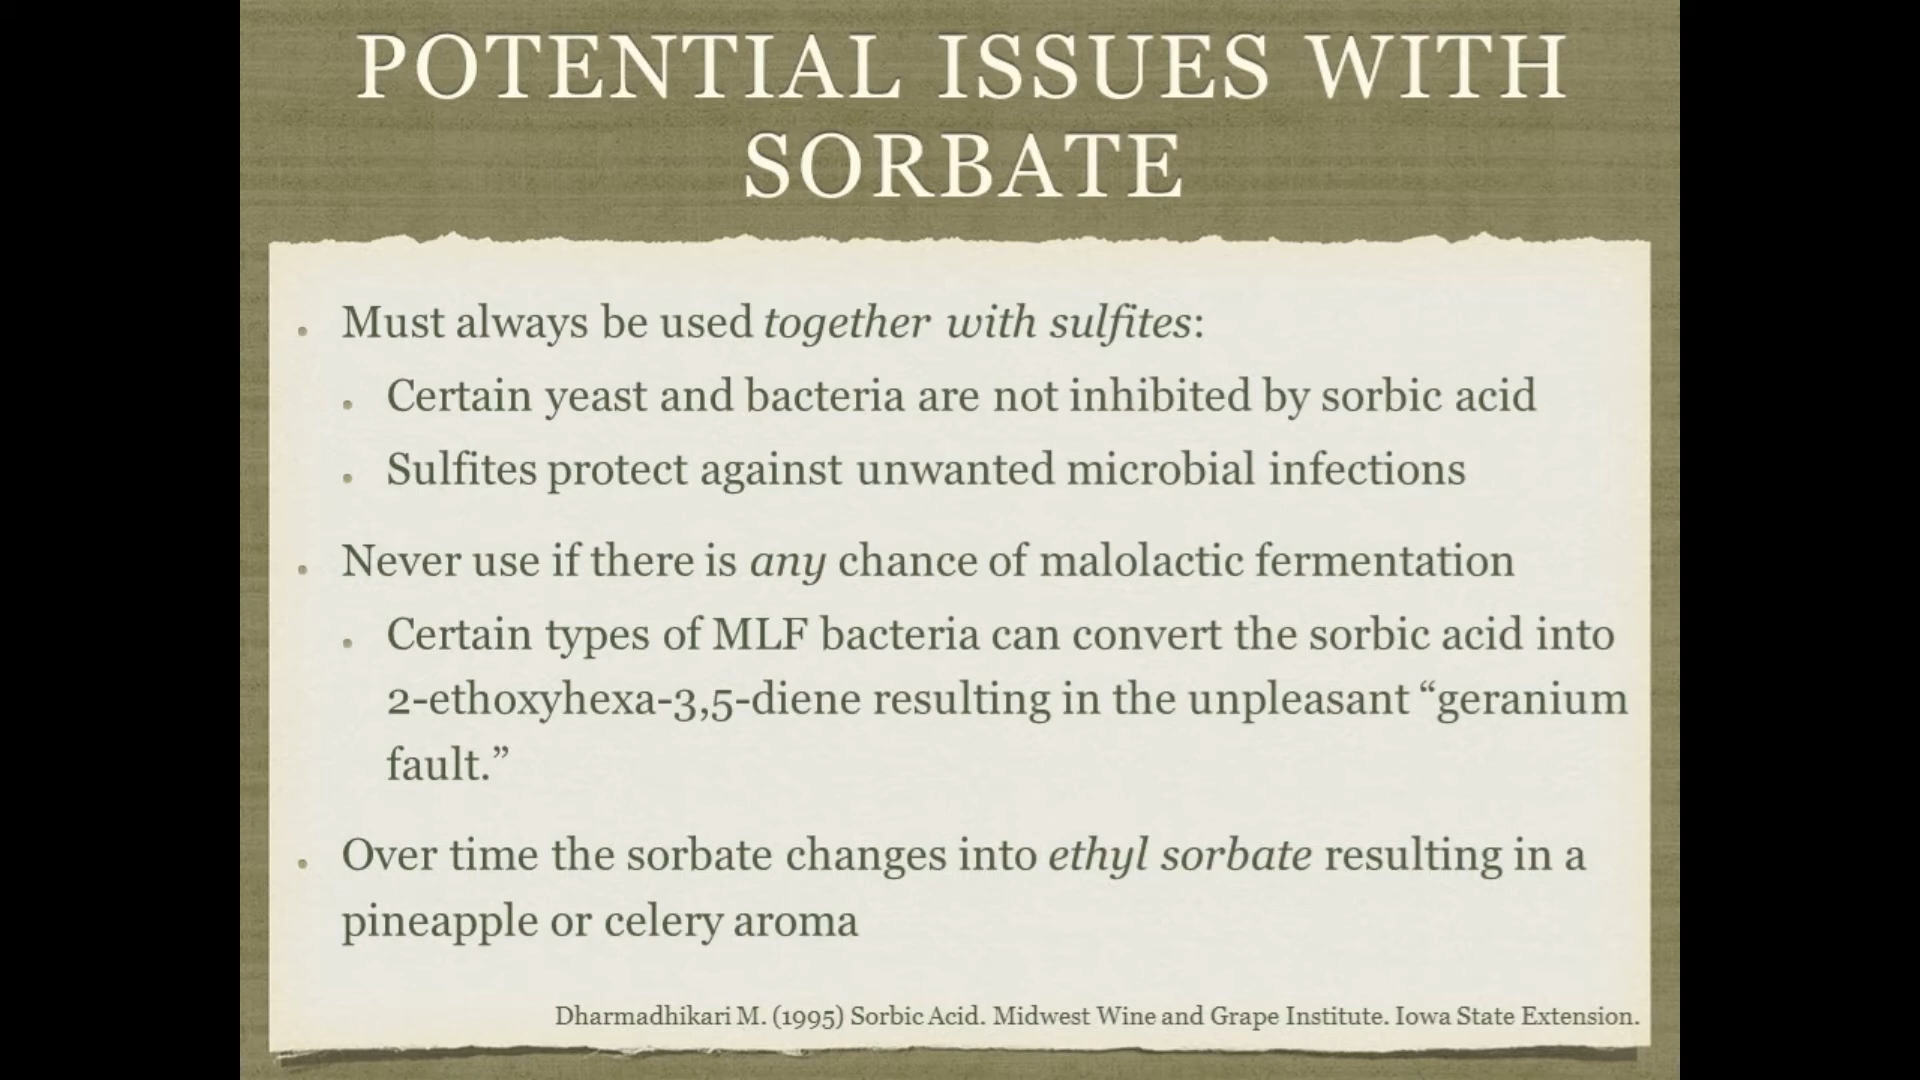 POTENTIAL ISSUES WITH
SORBATE
Must always be used together with sulfites:
Certain yeast and bacteria are not inhibited by sorbic acid
Sulfites protect against unwanted microbial infections
Never use if there is any chance of malolactic fermentation
Certain types of MLF bacteria can convert the sorbic acid into
2-ethoxyhexa-3,5-diene resulting in the unpleasant “geranium
fault.”
Over time the sorbate changes into ethyl sorbate resulting in a
pineapple or celery aroma
Dharmadhikari M. (1995) Sorbic Acid. Midwest Wine and Grape Institute. Iowa State Extension.